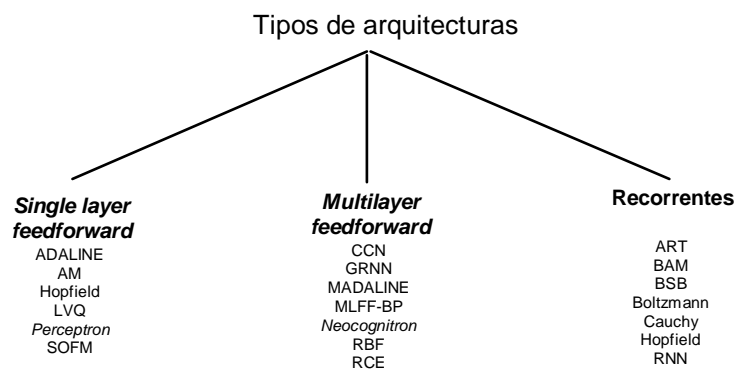 Tipos de arquitecturas
Single layer
feedforward
ADALINE
AM
Hopfield
LVQ
Perceptron
SOFM
Multilayer
feedforward
CCN
GRNN
MADALINE
MLFF-BP
Neocognitron
RBF
RCE
Recorrentes
ART
BAM
BSB
Boltzmann
Cauchy
Hopfield
RNN